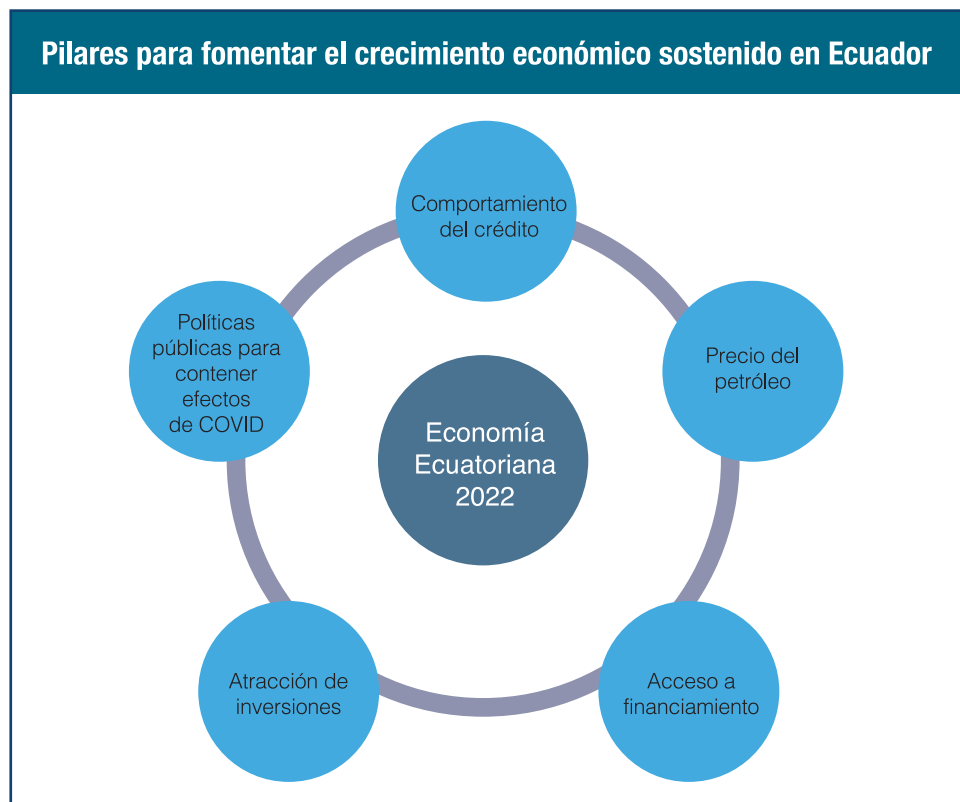 Pilares para fomentar el crecimiento económico sostenido en Ecuador
Comportamiento
del crédito
Precio del
petróleo
Acceso a
financiamiento
Atracción de
inversiones
Políticas
públicas para
contener
efectos
de COVID
Economía
Ecuatoriana
2022